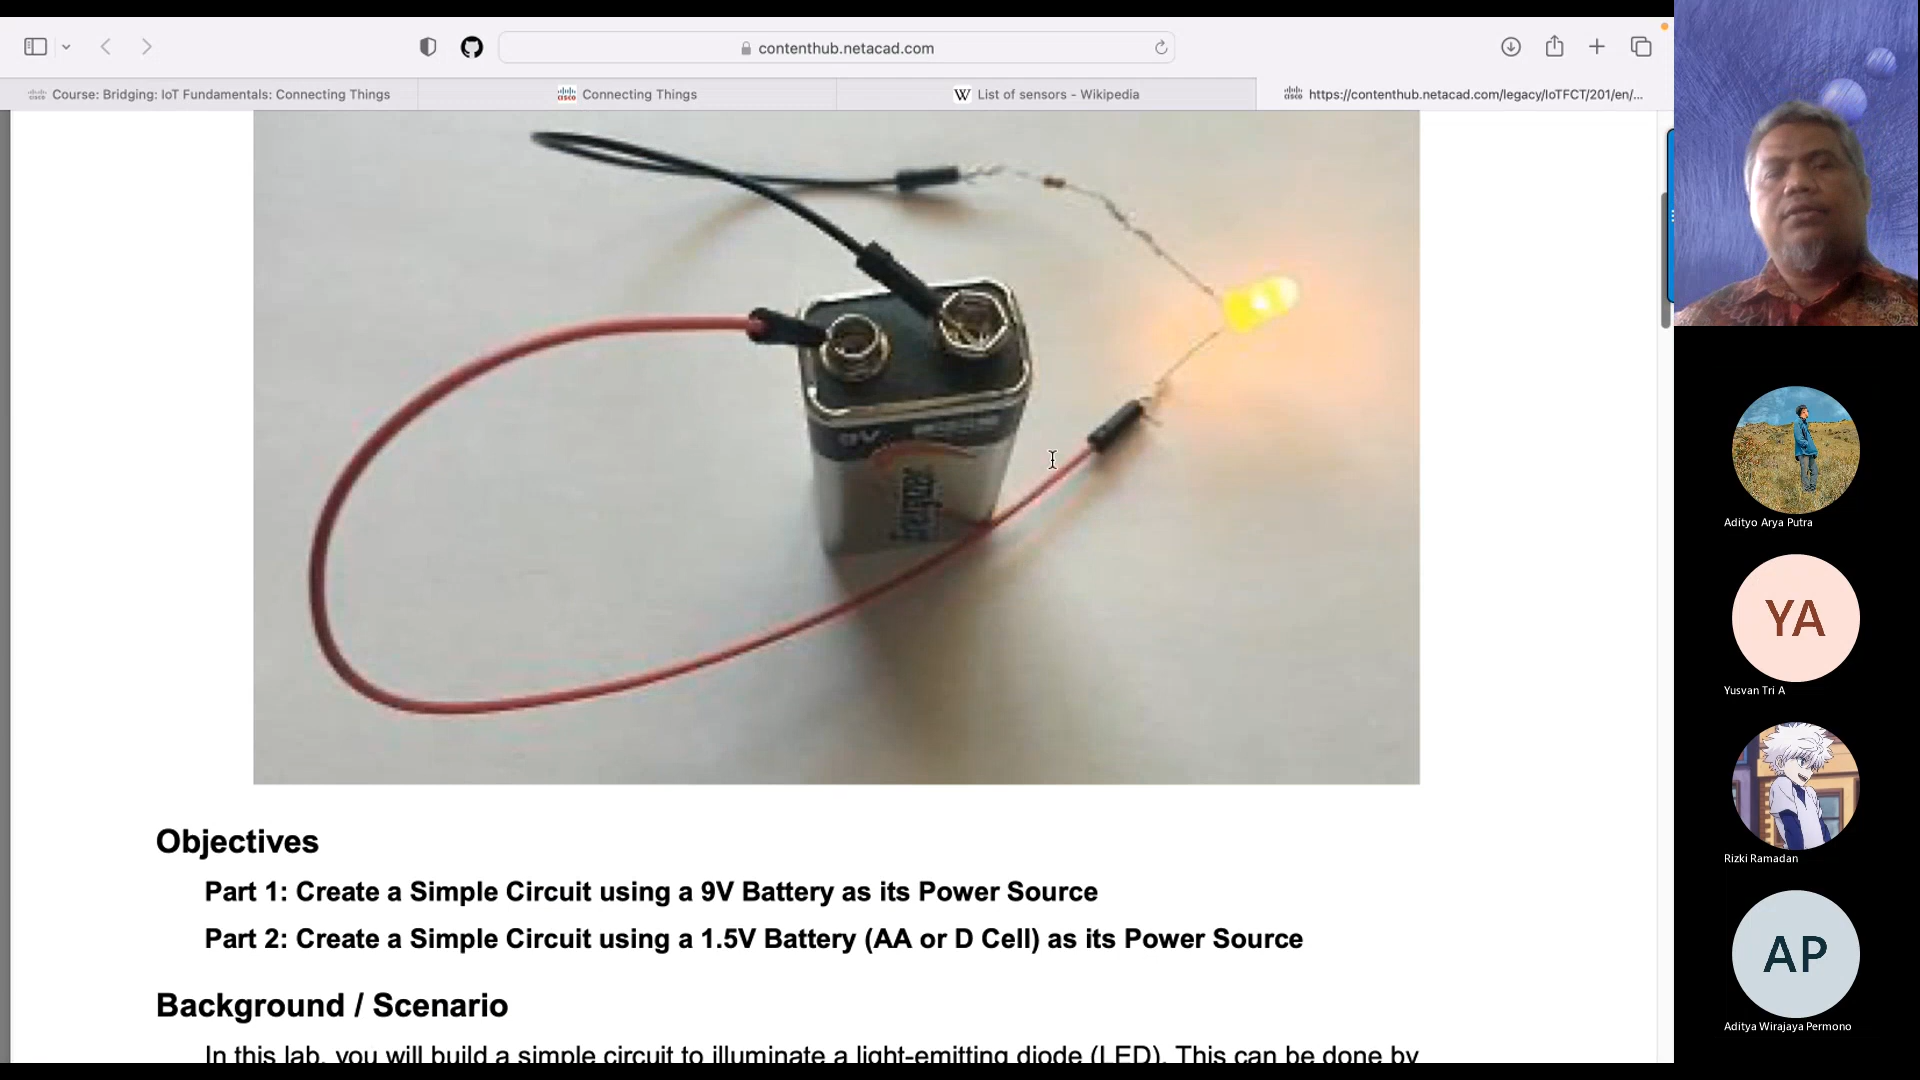 contenthub.netacad.com
Course: Bridging: IoT Fundamentals: Connecting Things
Connecting Things
W List of sensors - Wikipedia
https://contenthub.netacad.com/legacy/IoTFCT/201/en/...
9V
Energizer
Objectives
Part 1: Create a Simple Circuit using a 9V Battery as its Power Source
Part 2: Create a Simple Circuit using a 1.5V Battery (AA or D Cell) as its Power Source
Background / Scenario
In this lab, you will build a simple circuit to illuminate a light-emitting diode (LED). This can be done by
Adityo Arya Putra
YA
Yusvan Tri A
Rizki Ramadan
AP
Aditya Wirajaya Permono